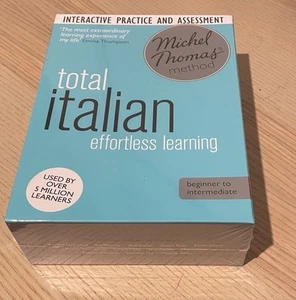 INTERACTIVE PRACTICE AND ASSESSMENT
'The most extraordinary
learning experience of
my life' Emma Thompson
Michel
Thomas
method
total
italian
effortless learning
USED BY
OVER
5 MILLION
LEARNERS
beginner to
intermediate